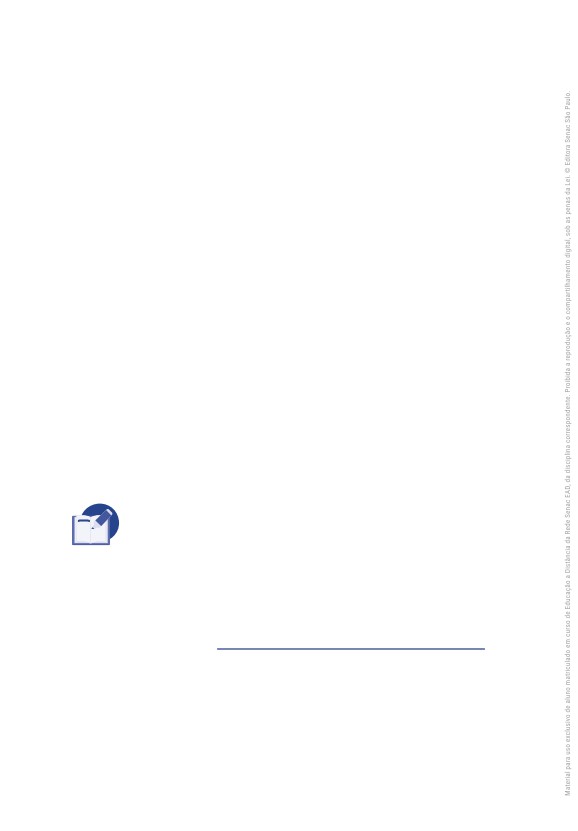 Material para uso exclusivo de aluno matriculado em curso de Educação a Distância da Rede Senac EAD, da disciplina correspondente. Proibida a reprodução e o compartilhamento digital, sob as penas da Lei. © Editora Senac São Paulo.